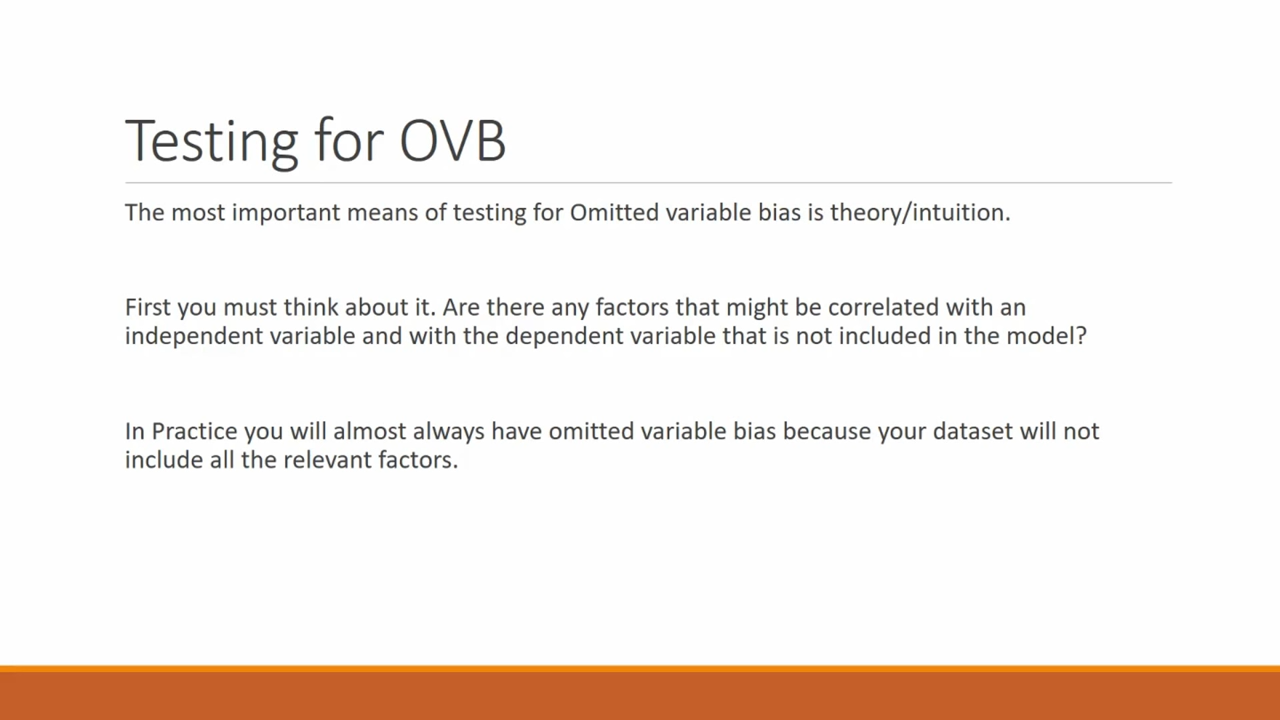 Testing for OVB
The most important means of testing for Omitted variable bias is theory/intuition.
First you must think about it. Are there any factors that might be correlated with an
independent variable and with the dependent variable that is not included in the model?
In Practice you will almost always have omitted variable bias because your dataset will not
include all the relevant factors.